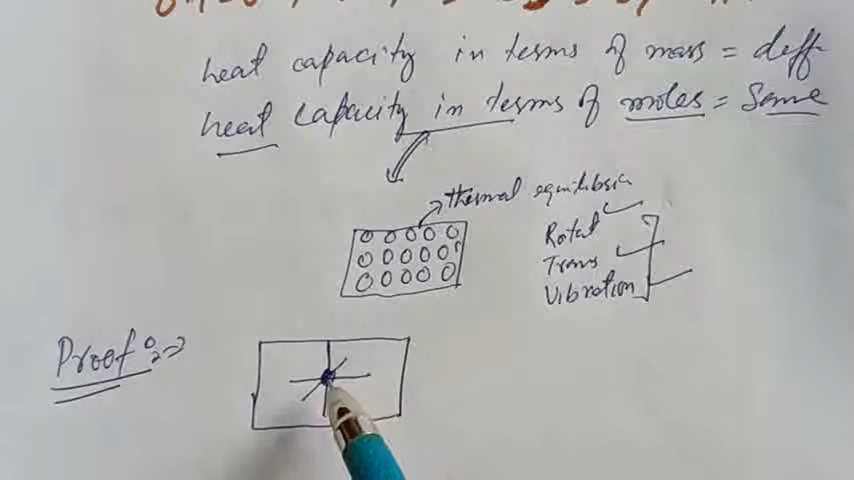 heat capacity in terms of mass = diff
heat capacity in terms of moles = Same
thermal equilibriu
Rotat
Trans
Vibration
Proof